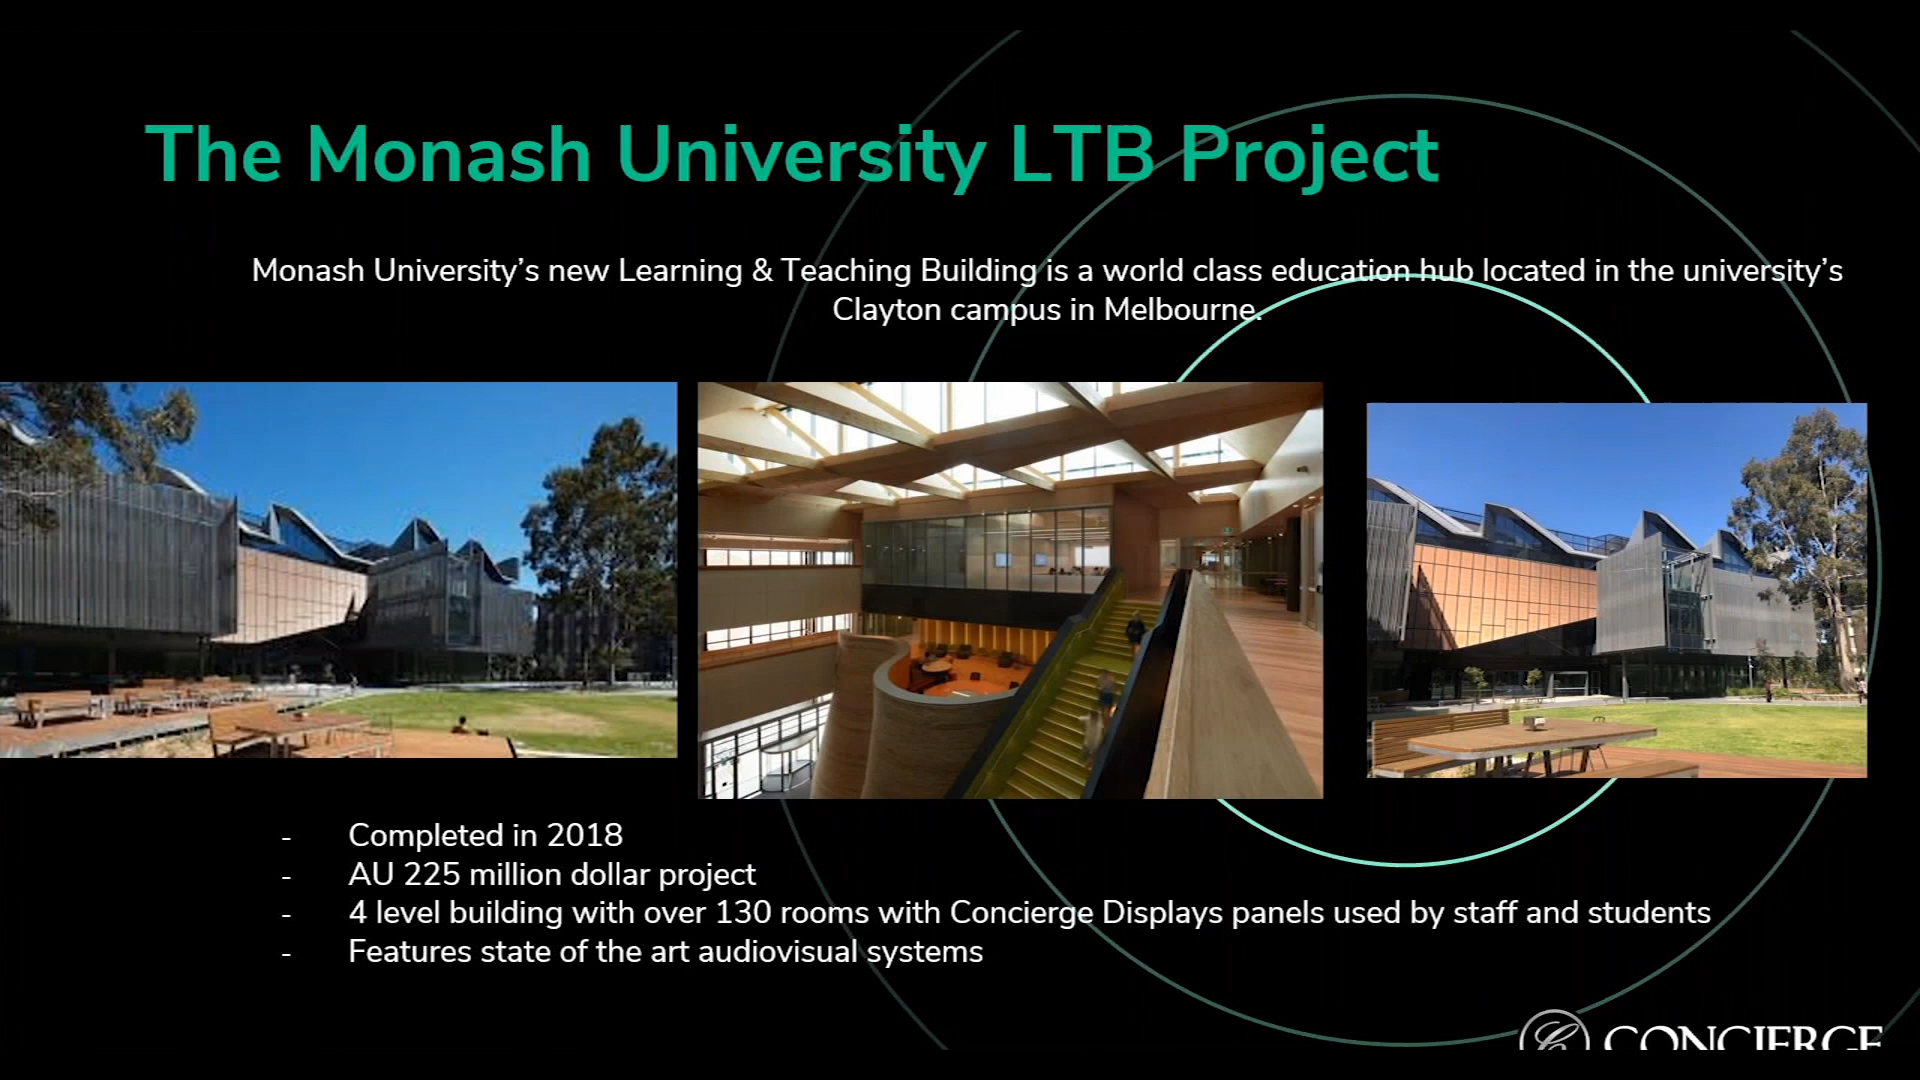 The Monash University LTB Project
Monash University’s new Learning & Teaching Building is a world class education hub located in the university’s
Clayton campus in Melbourne.
- Completed in 2018
- AU 225 million dollar project
- 4 level building with over 130 rooms with Concierge Displays panels used by staff and students
- Features state of the art audiovisual systems
CONCIERGE